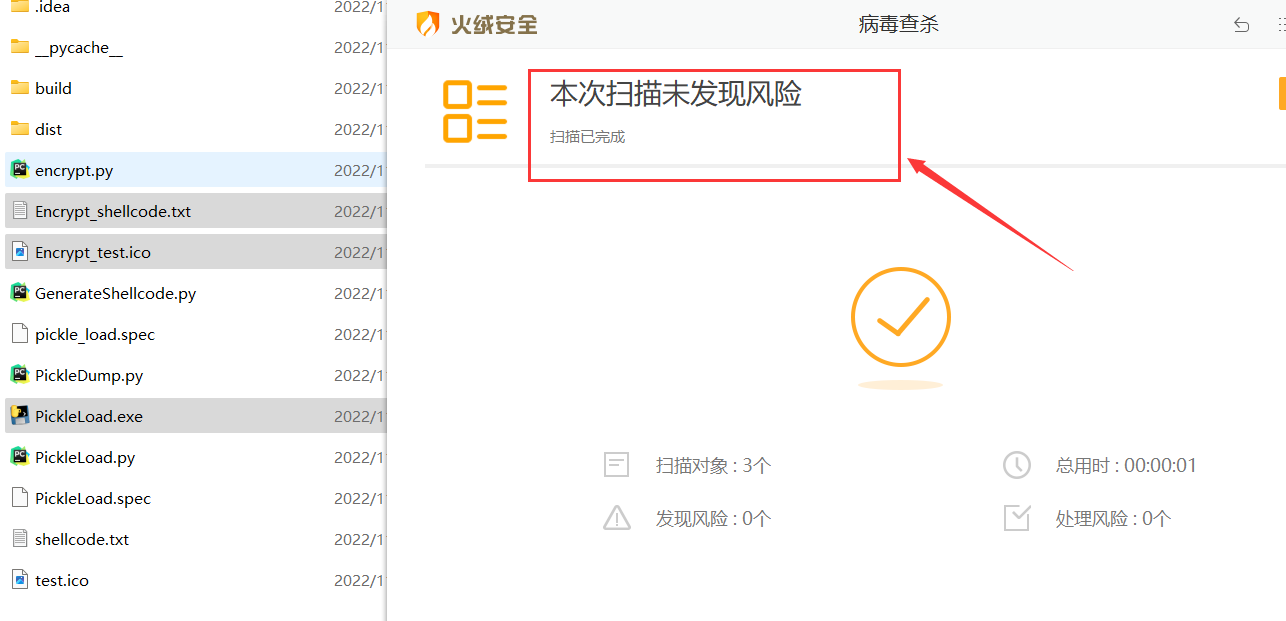 .idea 2022/1
__pycache__ 2022/1
build 2022/1
dist 2022/1
encrypt.py 2022/1
Encrypt_shellcode.txt 2022/1
Encrypt_test.ico 2022/1
GenerateShellcode.py 2022/1
pickle_load.spec 2022/1
PickleDump.py 2022/1
PickleLoad.exe 2022/1
PickleLoad.py 2022/1
PickleLoad.spec 2022/1
shellcode.txt 2022/1
test.ico 2022/1
火绒安全
病毒查杀
本次扫描未发现风险
扫描已完成
扫描对象 : 3个
总用时 : 00:00:01
发现风险 : 0个
处理风险 : 0个